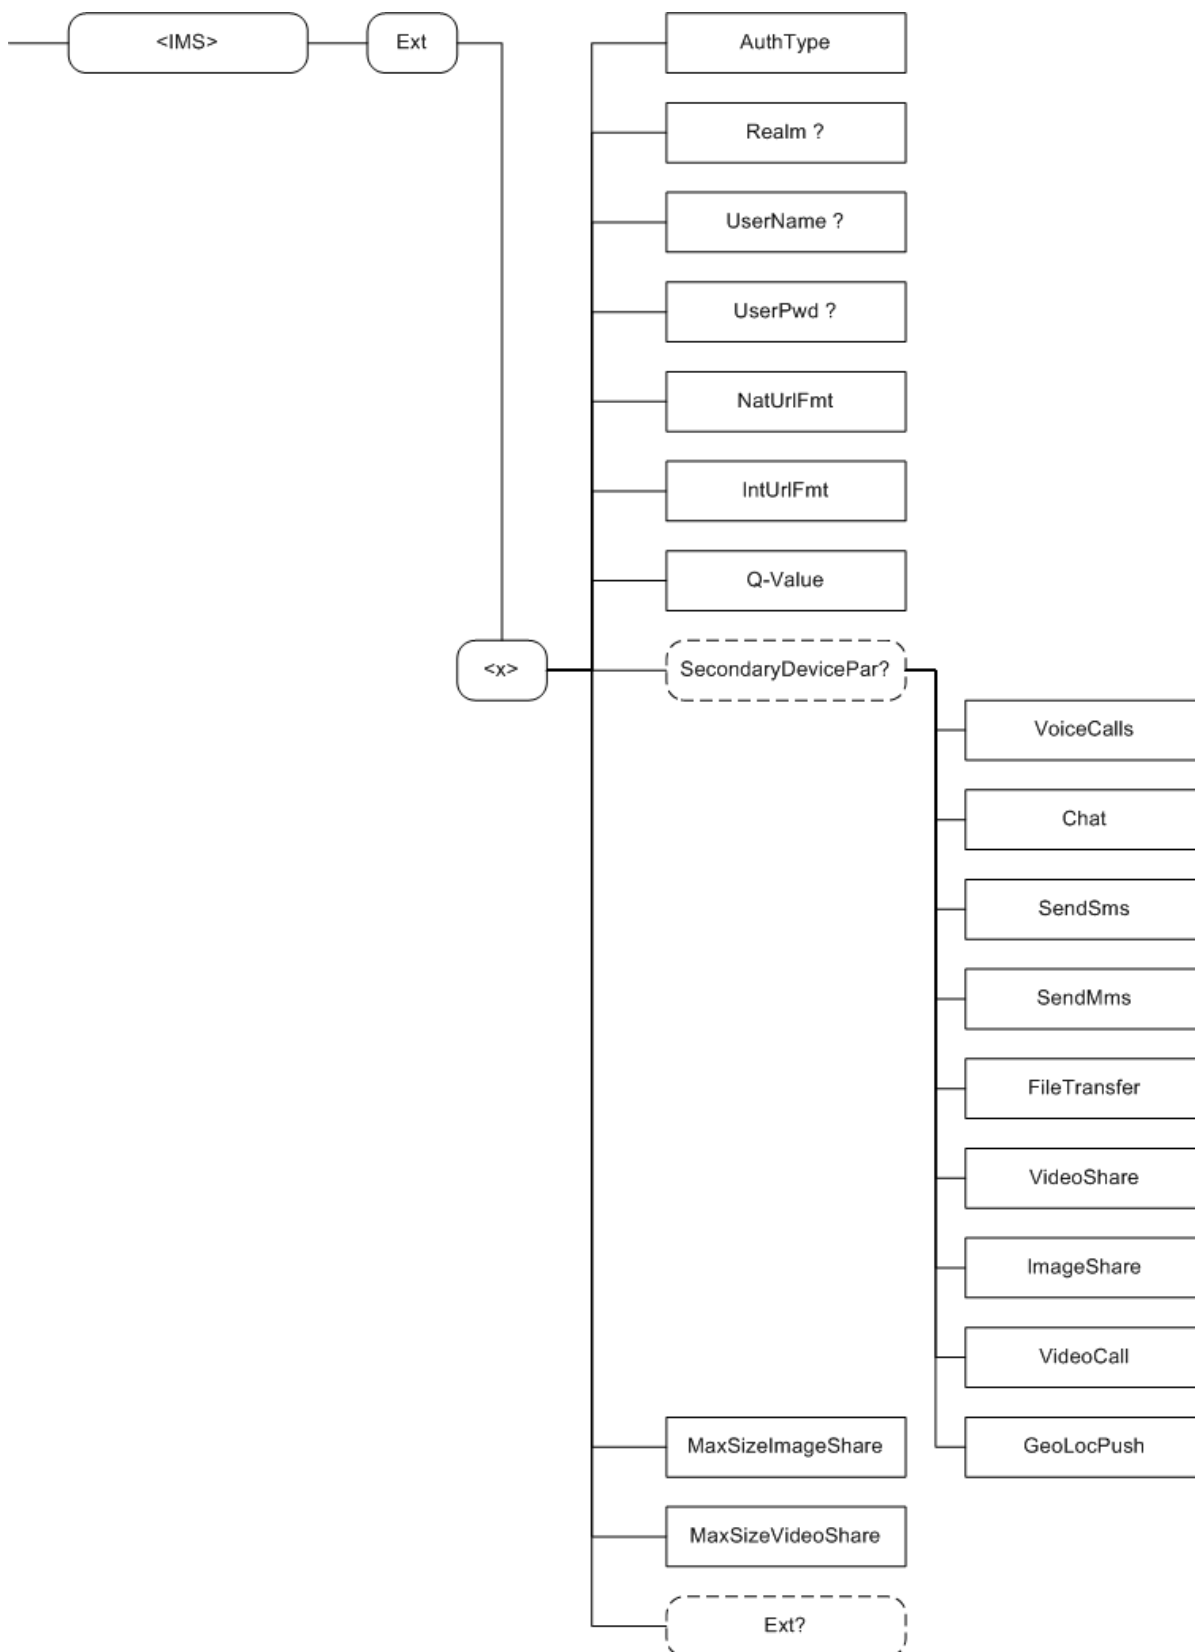 <IMS>
Ext
AuthType
Realm ?
UserName ?
UserPwd ?
NatUrlFmt
IntUrlFmt
Q-Value
<x>
SecondaryDevicePar?
VoiceCalls
Chat
SendSms
SendMms
FileTransfer
VideoShare
ImageShare
VideoCall
MaxSizeImageShare
GeoLocPush
MaxSizeVideoShare
Ext?